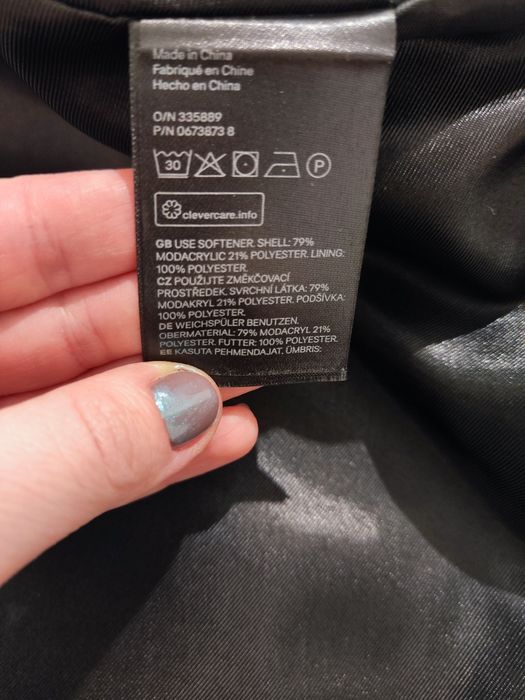 Made in China
Fabriqué en Chine
Hecho en China
O/N 335889
P/N 0673873 8
30 P
clevercare.info
GB USE SOFTENER. SHELL: 79%
MODACRYLIC 21% POLYESTER. LINING:
100% POLYESTER.
CZ POUŽIJTE ZMĚKČOVACÍ
PROSTŘEDEK. SVRCHNÍ LÁTKA: 79%
MODAKRYL 21% POLYESTER. PODŠÍVKA:
100% POLYESTER.
DE WEICHSPÜLER BENUTZEN.
OBERMATERIAL: 79% MODACRYL 21%
POLYESTER. FUTTER: 100% POLYESTER.
EE KASUTA PEHMENDAJAT. ÜMBRIS: